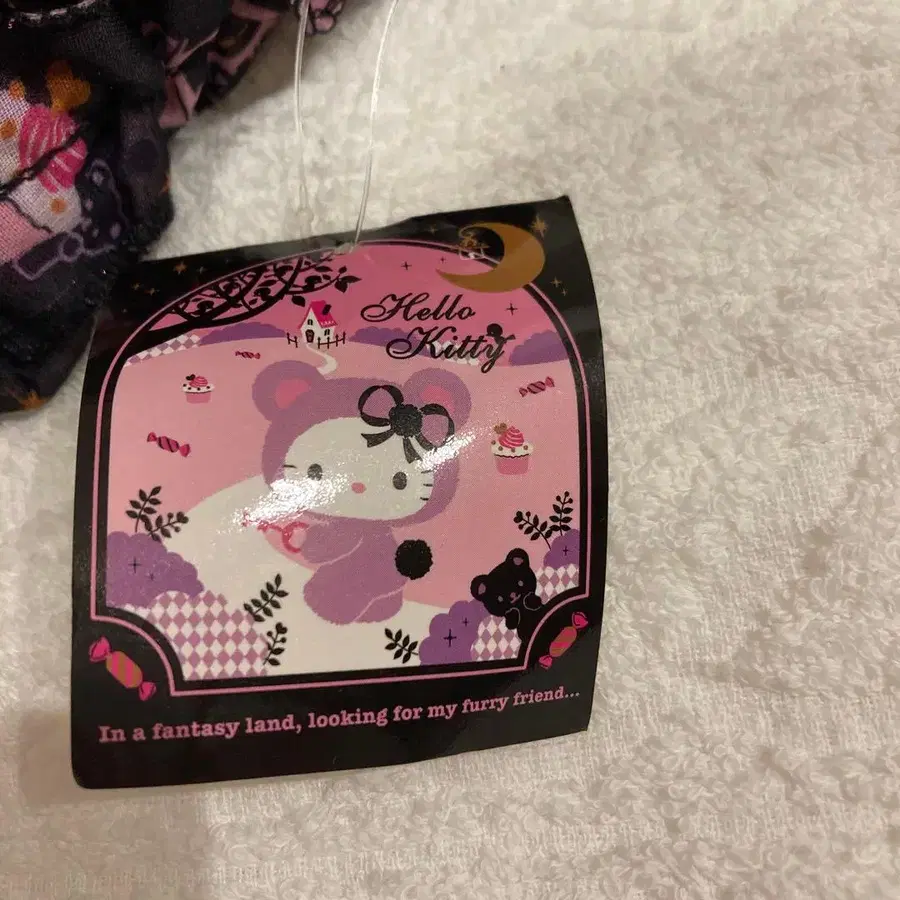 Hello
Kitty
In a fantasy land, looking for my furry friend...